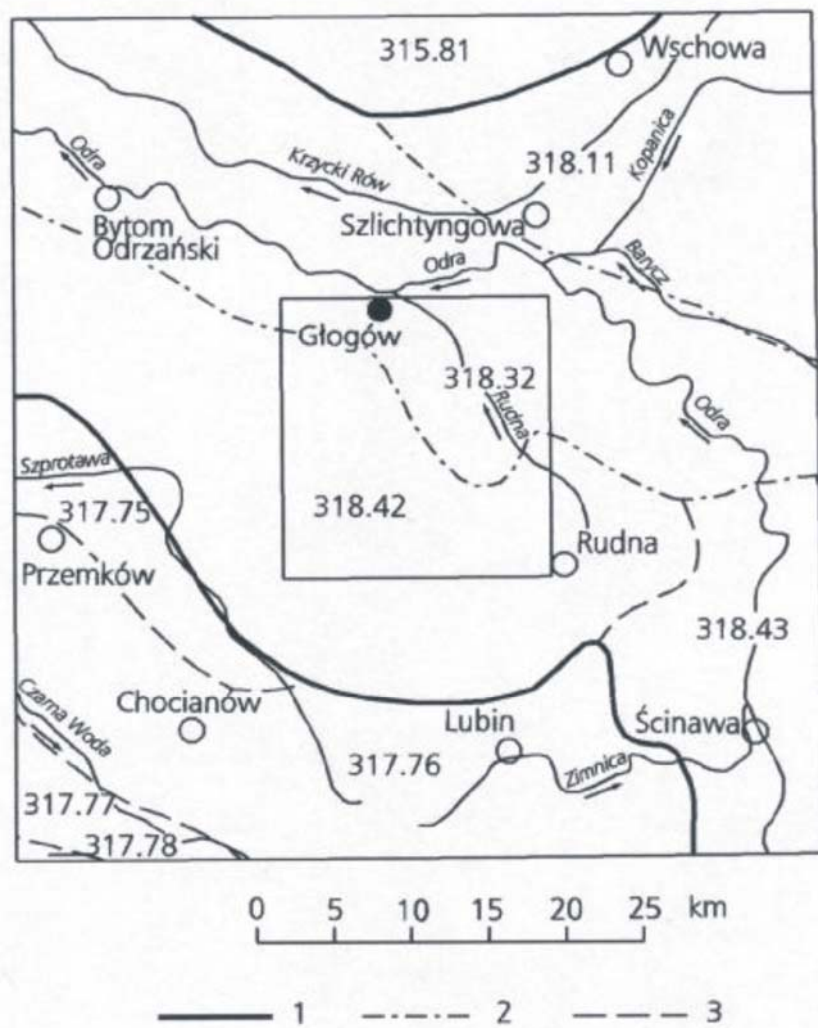 315.81
Wschowa
Odra
Krzycki Rów
318.11
Kopanica
Bytom
Odrzański
Szlichtyngowa
Odra
Barycz
Głogów
318.32
Rudna
Odra
Szprotawa
317.75
318.42
Przemków
Rudna
318.43
Chocianów
Lubin
Ścinawa
Czarna Woda
317.76
Zimnica
317.77
317.78
0 5 10 15 20 25 km
1 2 3